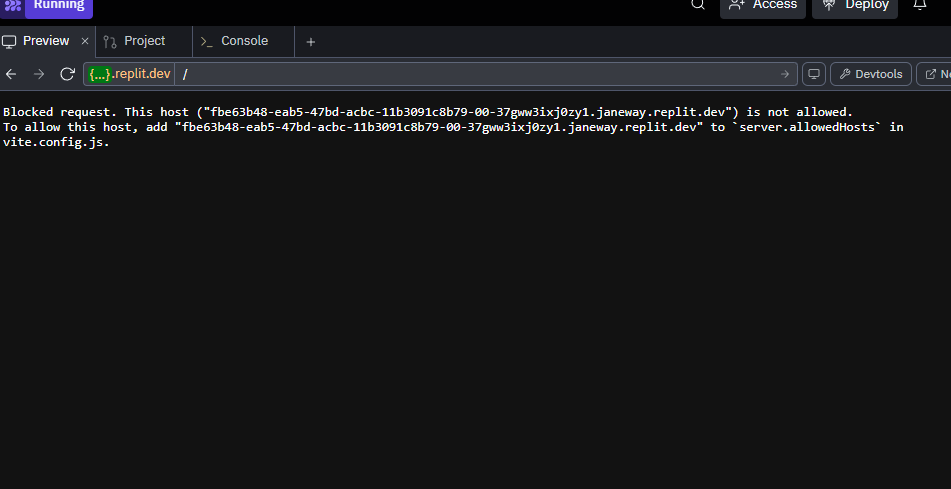 Running
Access
Deploy
Preview
Project
Console
{...}.replit.dev
/
Devtools
Blocked request. This host ("fbe63b48-eab5-47bd-acbc-11b3091c8b79-00-37gww3ixj0zy1.janeway.replit.dev") is not allowed.
To allow this host, add "fbe63b48-eab5-47bd-acbc-11b3091c8b79-00-37gww3ixj0zy1.janeway.replit.dev" to `server.allowedHosts` in
vite.config.js.